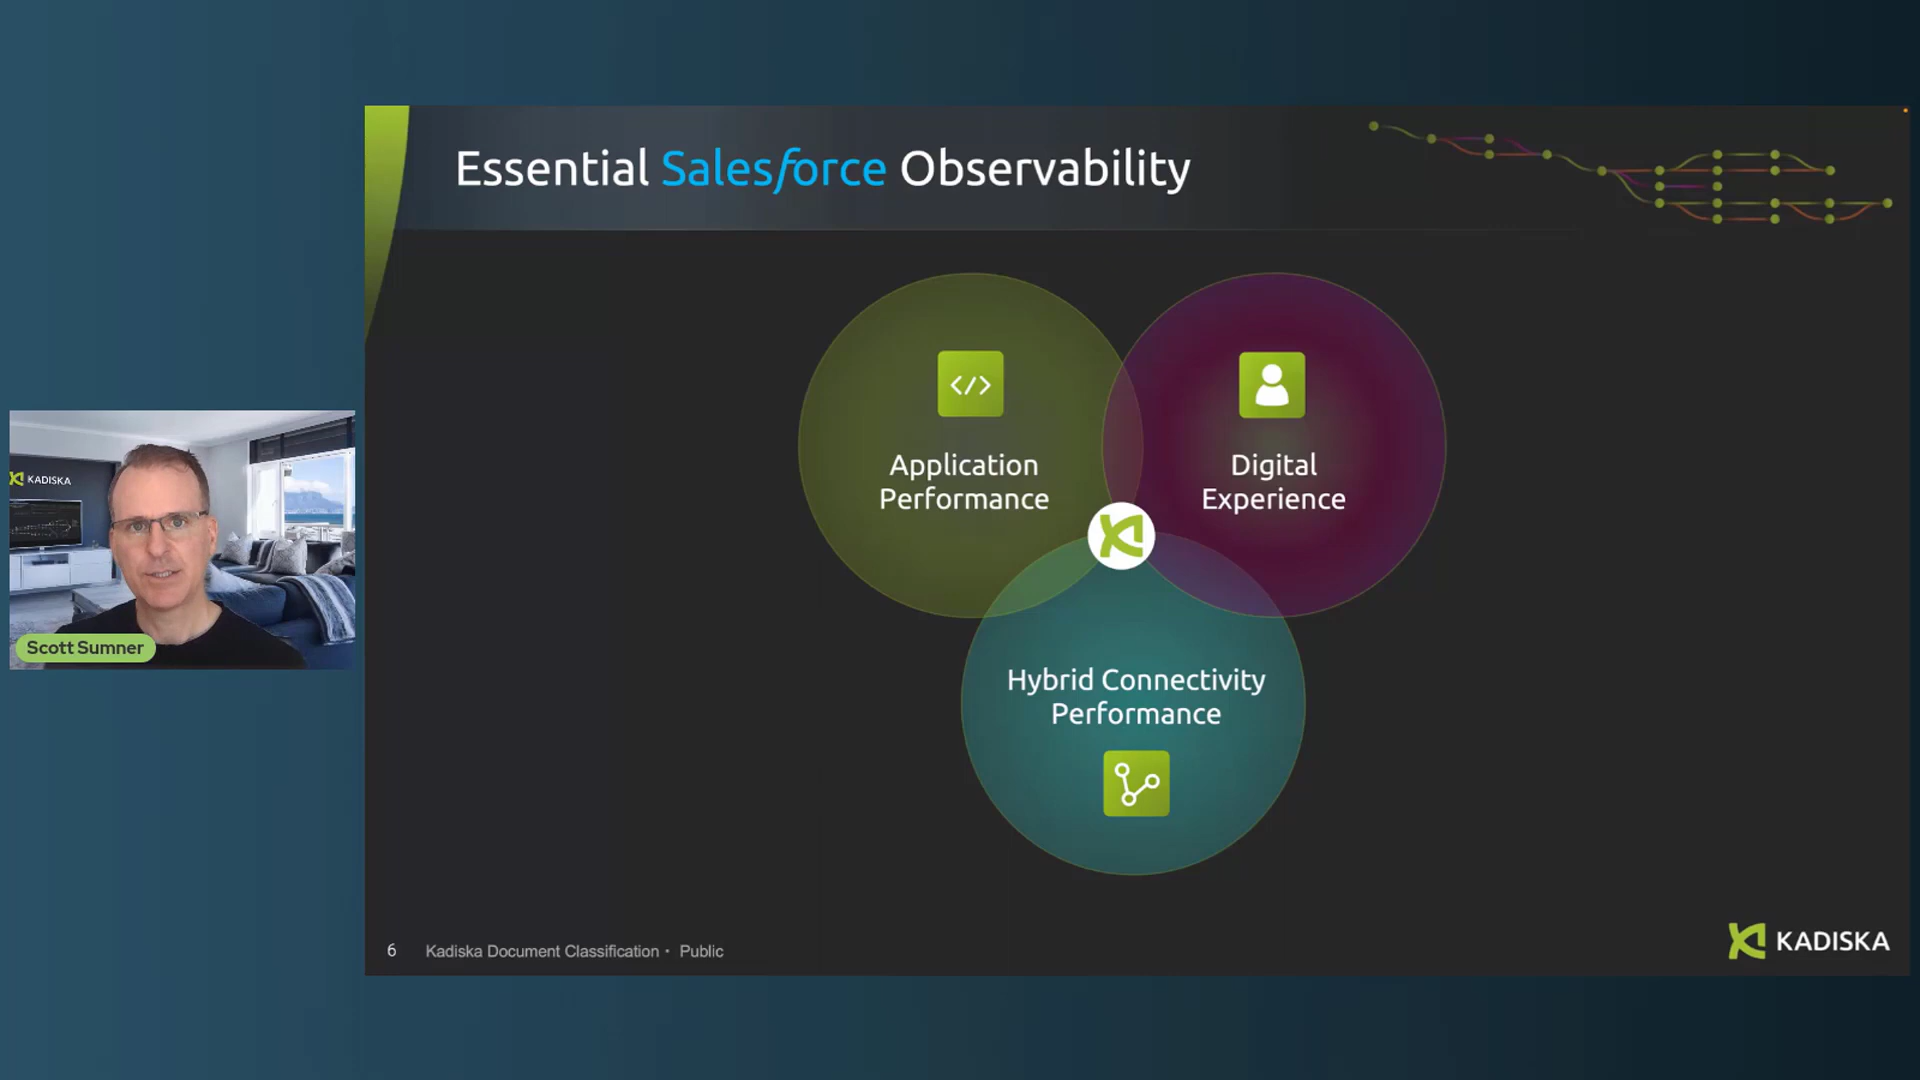 Essential Salesforce Observability
</>
Application
Performance
Digital
Experience
Hybrid Connectivity
Performance
KADISKA
Scott Sumner
6 Kadiska Document Classification • Public
KADISKA